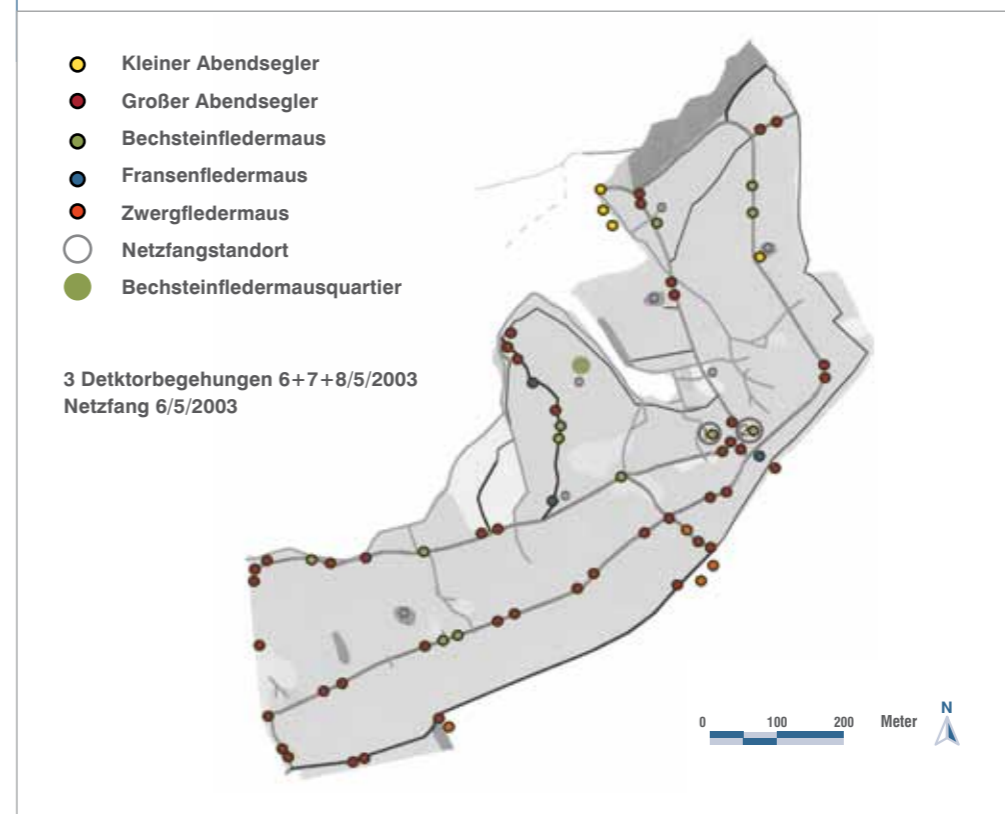 Kleiner Abendsegler
Großer Abendsegler
Bechsteinfledermaus
Fransenfledermaus
Zwergfledermaus
Netzfangstandort
Bechsteinfledermausquartier
3 Detktorbegehungen 6+7+8/5/2003
Netzfang 6/5/2003
0 100 200 Meter N